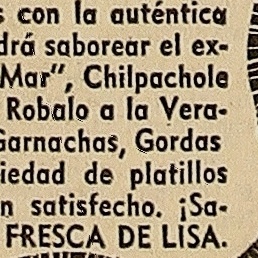 s con la auténtica
drá saborear el ex-
Mar", Chilpachole
Robalo a la Vera-
Garnachas, Gordas
iedad de platillos
n satisfecho. ¡Sa-
FRESCA DE LISA.